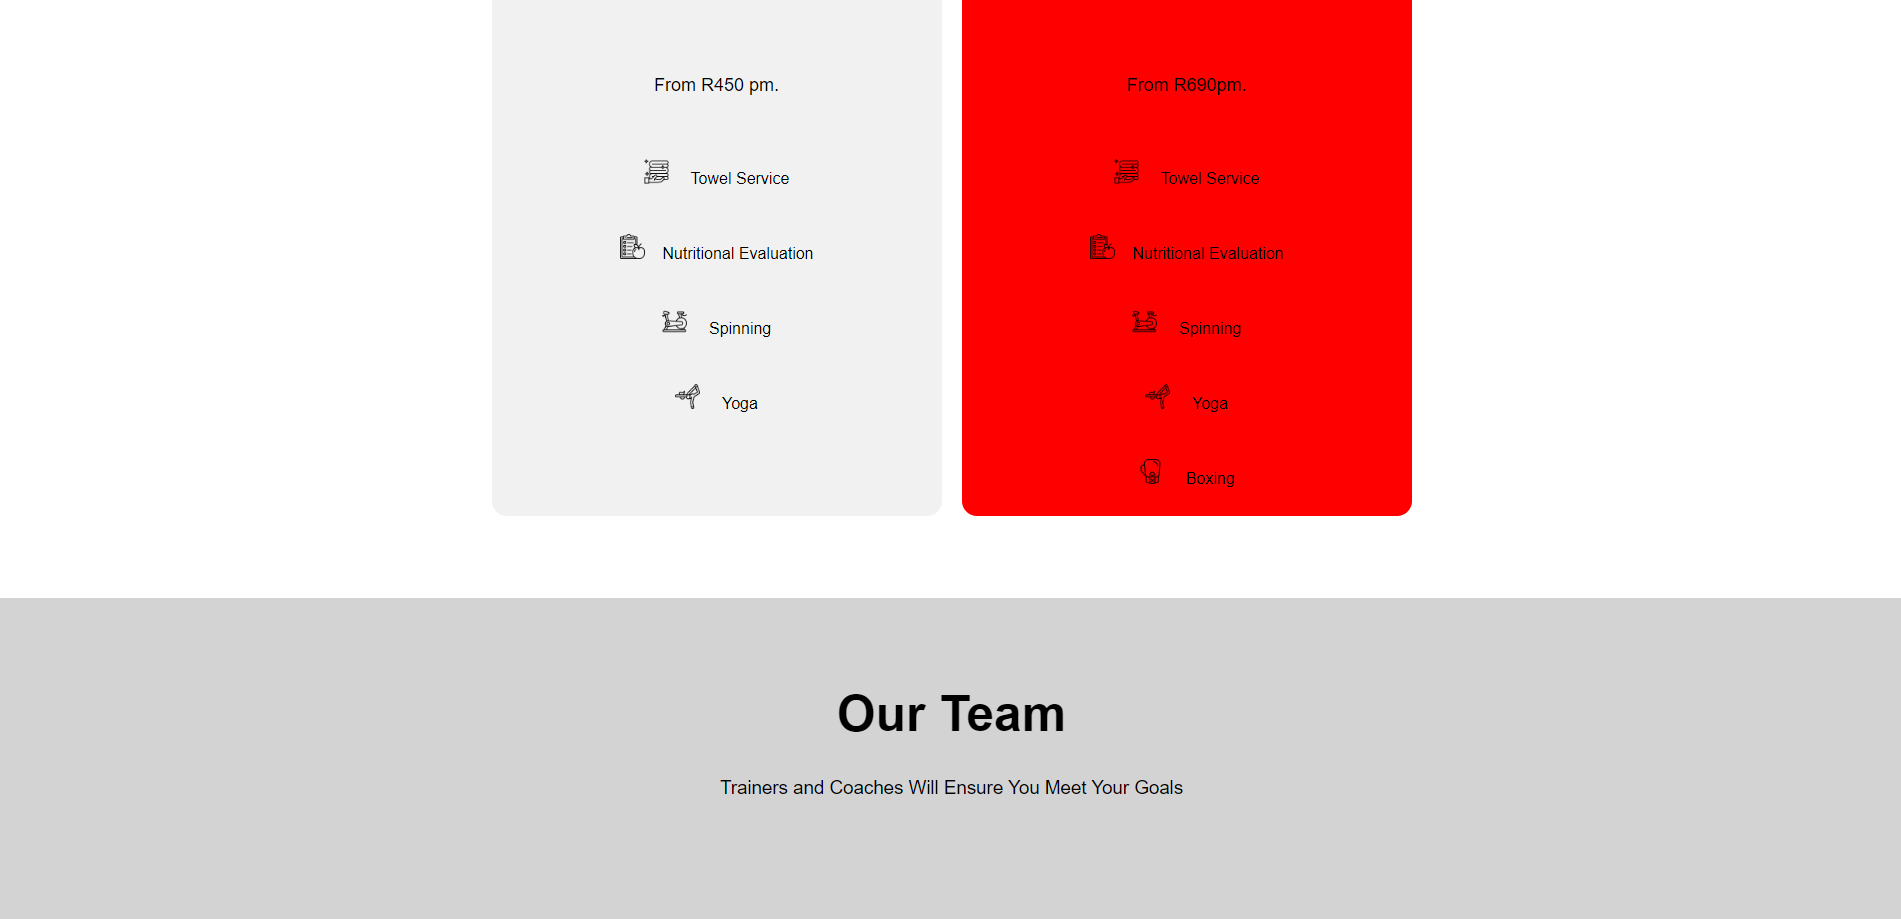 From R450 pm.
Towel Service
Nutritional Evaluation
Spinning
Yoga
From R690pm.
Towel Service
Nutritional Evaluation
Spinning
Yoga
Boxing
Our Team
Trainers and Coaches Will Ensure You Meet Your Goals